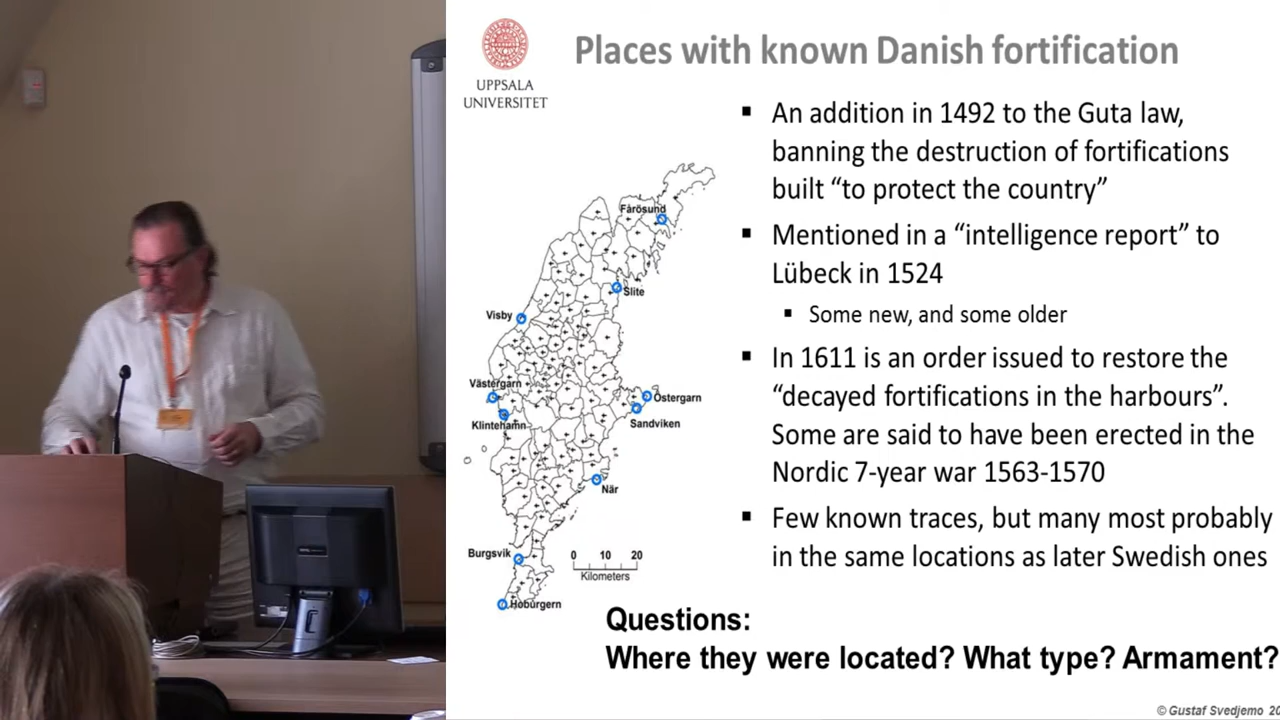 UPPSALA
UNIVERSITET
Places with known Danish fortification
▪ An addition in 1492 to the Guta law,
banning the destruction of fortifications
built “to protect the country”
▪ Mentioned in a “intelligence report” to
Lübeck in 1524
▪ Some new, and some older
▪ In 1611 is an order issued to restore the
“decayed fortifications in the harbours”.
Some are said to have been erected in the
Nordic 7-year war 1563-1570
▪ Few known traces, but many most probably
in the same locations as later Swedish ones
Fårösund
Slite
Visby
Västergarn
Östergarn
Klintehamn
Sandviken
När
Burgsvik
Hoburgern
0 10 20
Kilometers
Questions:
Where they were located? What type? Armament?
© Gustaf Svedjemo 20